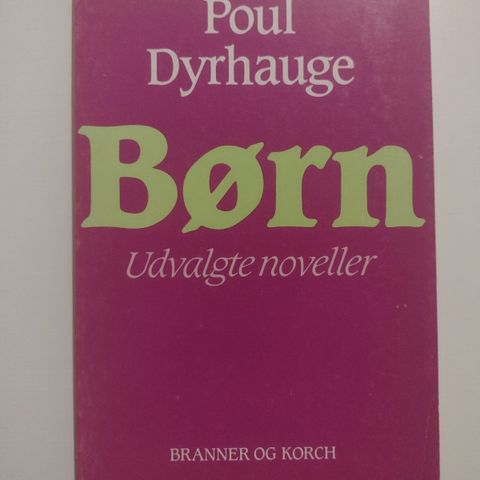 Poul
Dyrhauge
Børn
Udvalgte noveller
BRANNER OG KORCH